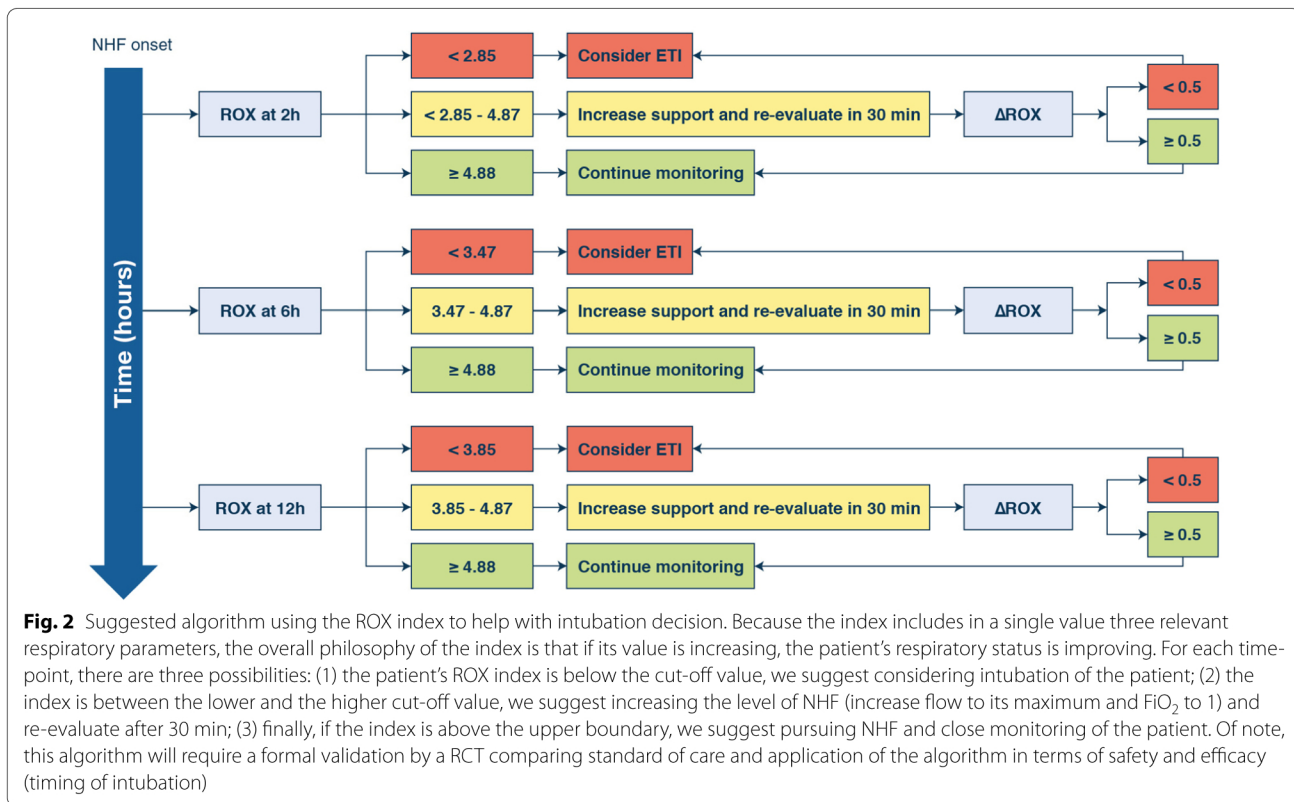 NHF onset
Time (hours)
ROX at 2h
< 2.85
Consider ETI
< 2.85 - 4.87
Increase support and re-evaluate in 30 min
ΔROX
< 0.5
≥ 0.5
≥ 4.88
Continue monitoring
ROX at 6h
< 3.47
Consider ETI
3.47 - 4.87
Increase support and re-evaluate in 30 min
ΔROX
< 0.5
≥ 0.5
≥ 4.88
Continue monitoring
ROX at 12h
< 3.85
Consider ETI
3.85 - 4.87
Increase support and re-evaluate in 30 min
ΔROX
< 0.5
≥ 0.5
≥ 4.88
Continue monitoring
Fig. 2 Suggested algorithm using the ROX index to help with intubation decision. Because the index includes in a single value three relevant
respiratory parameters, the overall philosophy of the index is that if its value is increasing, the patient's respiratory status is improving. For each time-
point, there are three possibilities: (1) the patient's ROX index is below the cut-off value, we suggest considering intubation of the patient; (2) the
index is between the lower and the higher cut-off value, we suggest increasing the level of NHF (increase flow to its maximum and FiO₂ to 1) and
re-evaluate after 30 min; (3) finally, if the index is above the upper boundary, we suggest pursuing NHF and close monitoring of the patient. Of note,
this algorithm will require a formal validation by a RCT comparing standard of care and application of the algorithm in terms of safety and efficacy
(timing of intubation)